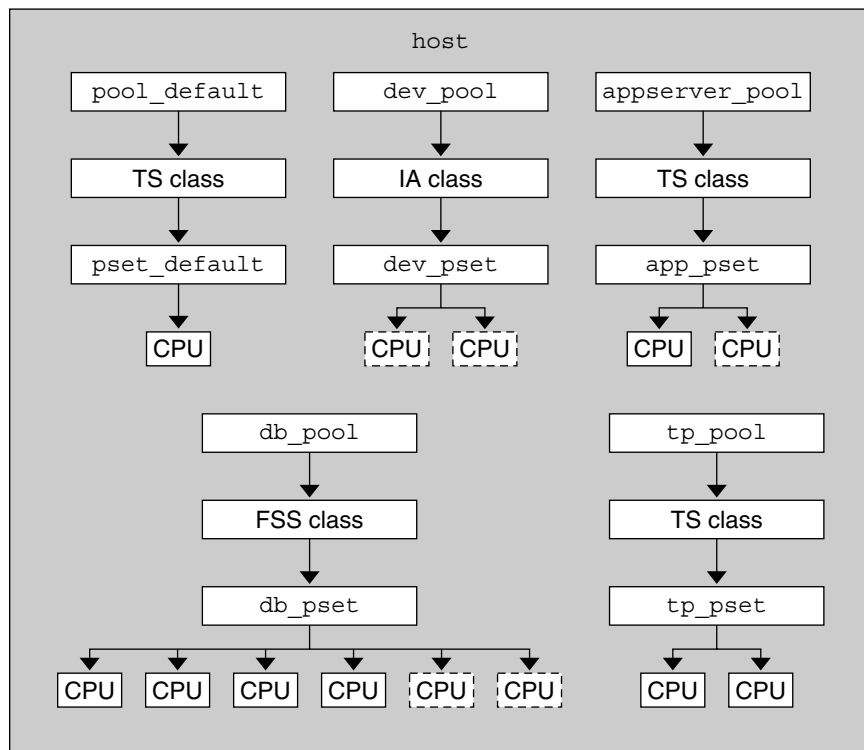 host
pool_default
dev_pool
appserver_pool
TS class
IA class
TS class
pset_default
dev_pset
app_pset
CPU
CPU
CPU
CPU
CPU
db_pool
tp_pool
FSS class
TS class
db_pset
tp_pset
CPU
CPU
CPU
CPU
CPU
CPU
CPU
CPU